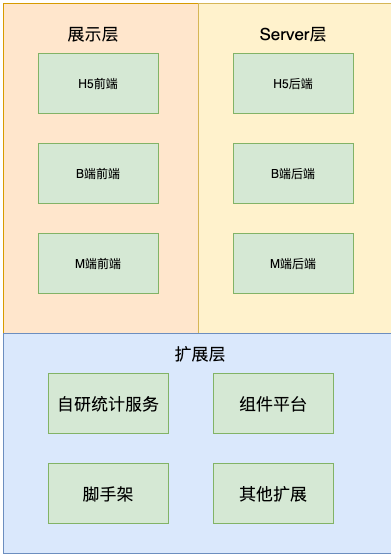 展示层
H5前端
B端前端
M端前端
Server层
H5后端
B端后端
M端后端
扩展层
自研统计服务
组件平台
脚手架
其他扩展